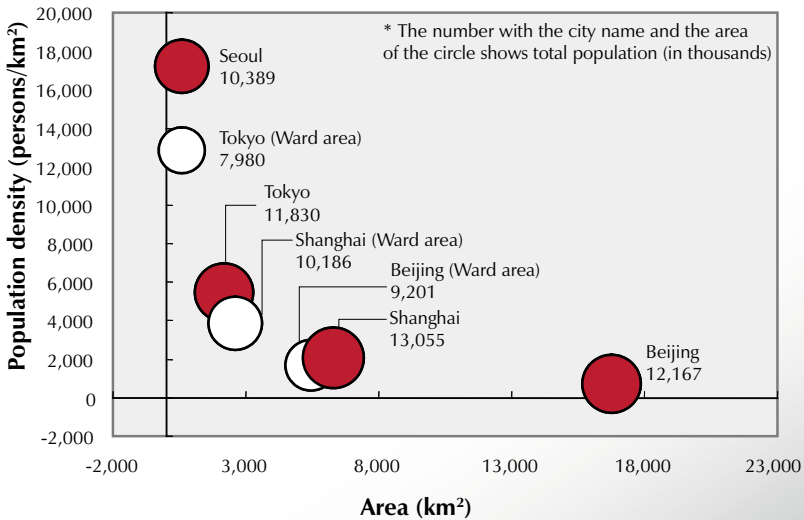 * The number with the city name and the area
of the circle shows total population (in thousands)
Population density (persons/km²)
20,000
18,000
16,000
14,000
12,000
10,000
8,000
6,000
4,000
2,000
0
-2,000
Seoul
10,389
Tokyo (Ward area)
7,980
Tokyo
11,830
Shanghai (Ward area)
10,186
Beijing (Ward area)
9,201
Shanghai
13,055
Beijing
12,167
-2,000
3,000
8,000
13,000
18,000
23,000
Area (km²)